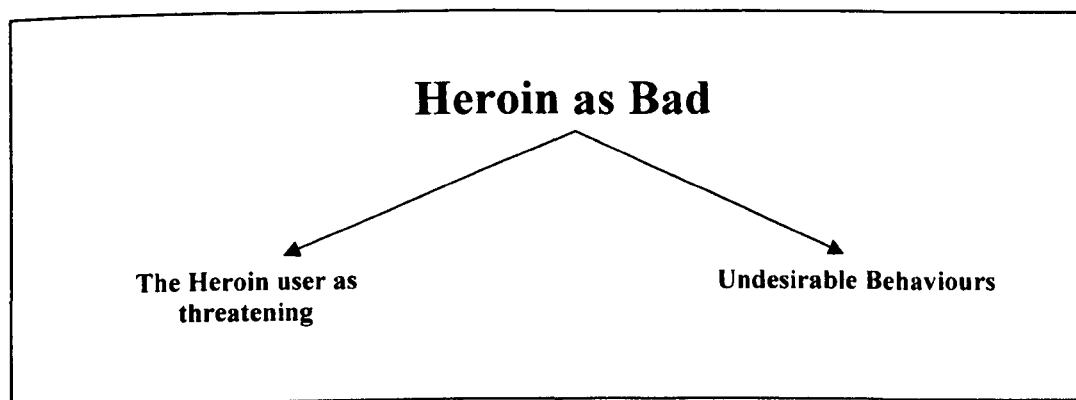 Heroin as Bad
The Heroin user as
threatening
Undesirable Behaviours